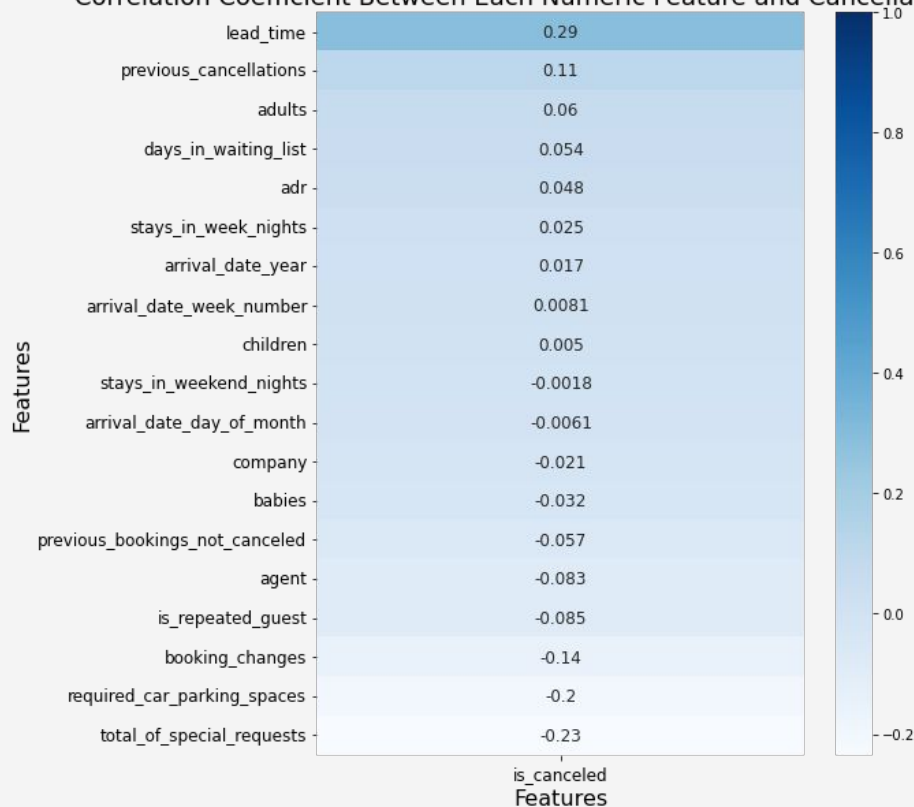 Correlation Coefficient Between Each Numeric Feature and Cancella
lead_time 0.29
previous_cancellations 0.11
adults 0.06
days_in_waiting_list 0.054
adr 0.048
stays_in_week_nights 0.025
arrival_date_year 0.017
arrival_date_week_number 0.0081
children 0.005
stays_in_weekend_nights -0.0018
arrival_date_day_of_month -0.0061
company -0.021
babies -0.032
previous_bookings_not_canceled -0.057
agent -0.083
is_repeated_guest -0.085
booking_changes -0.14
required_car_parking_spaces -0.2
total_of_special_requests -0.23
Features
is_canceled
Features
1.0
0.8
0.6
0.4
0.2
0.0
−0.2